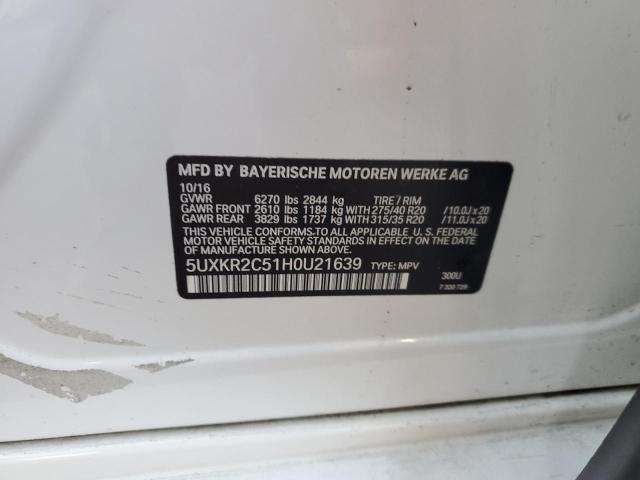 MFD BY BAYERISCHE MOTOREN WERKE AG
10/16
GVWR 6270 lbs 2844 kg TIRE / RIM
GAWR FRONT 2610 lbs 1184 kg WITH 275/40 R20 / 10.0J x 20
GAWR REAR 3829 lbs 1737 kg WITH 315/35 R20 / 11.0J x 20
THIS VEHICLE CONFORMS TO ALL APPLICABLE U. S. FEDERAL
MOTOR VEHICLE SAFETY STANDARDS IN EFFECT
ON THE DATE OF MANUFACTURE SHOWN ABOVE.
5UXKR2C51H0U21639 TYPE: MPV
300U